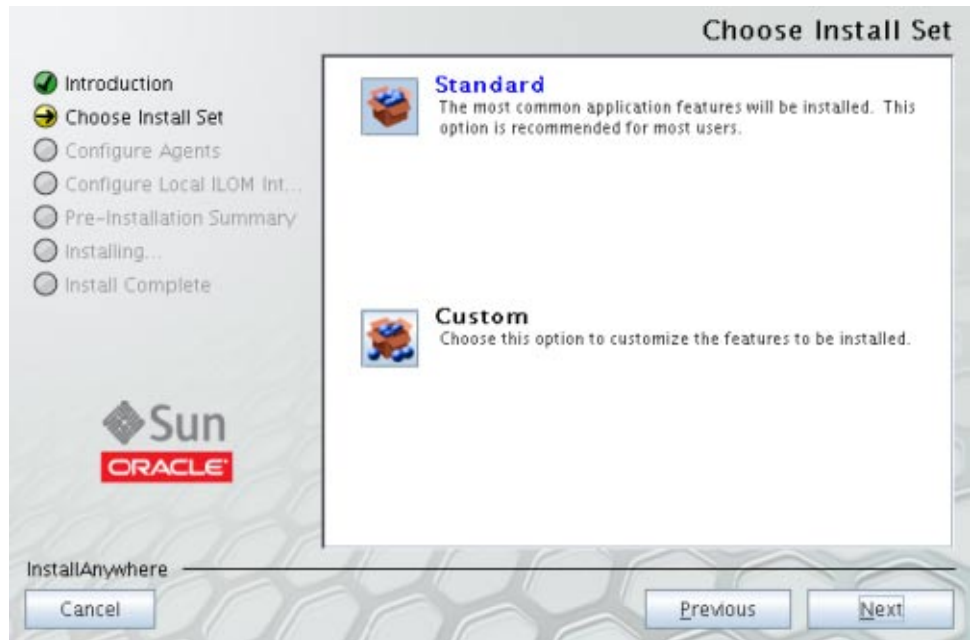 Choose Install Set
Introduction
Choose Install Set
Configure Agents
Configure Local ILOM Int...
Pre-Installation Summary
Installing...
Install Complete
Sun
ORACLE
Standard
The most common application features will be installed. This
option is recommended for most users.
Custom
Choose this option to customize the features to be installed.
InstallAnywhere
Cancel
Previous
Next